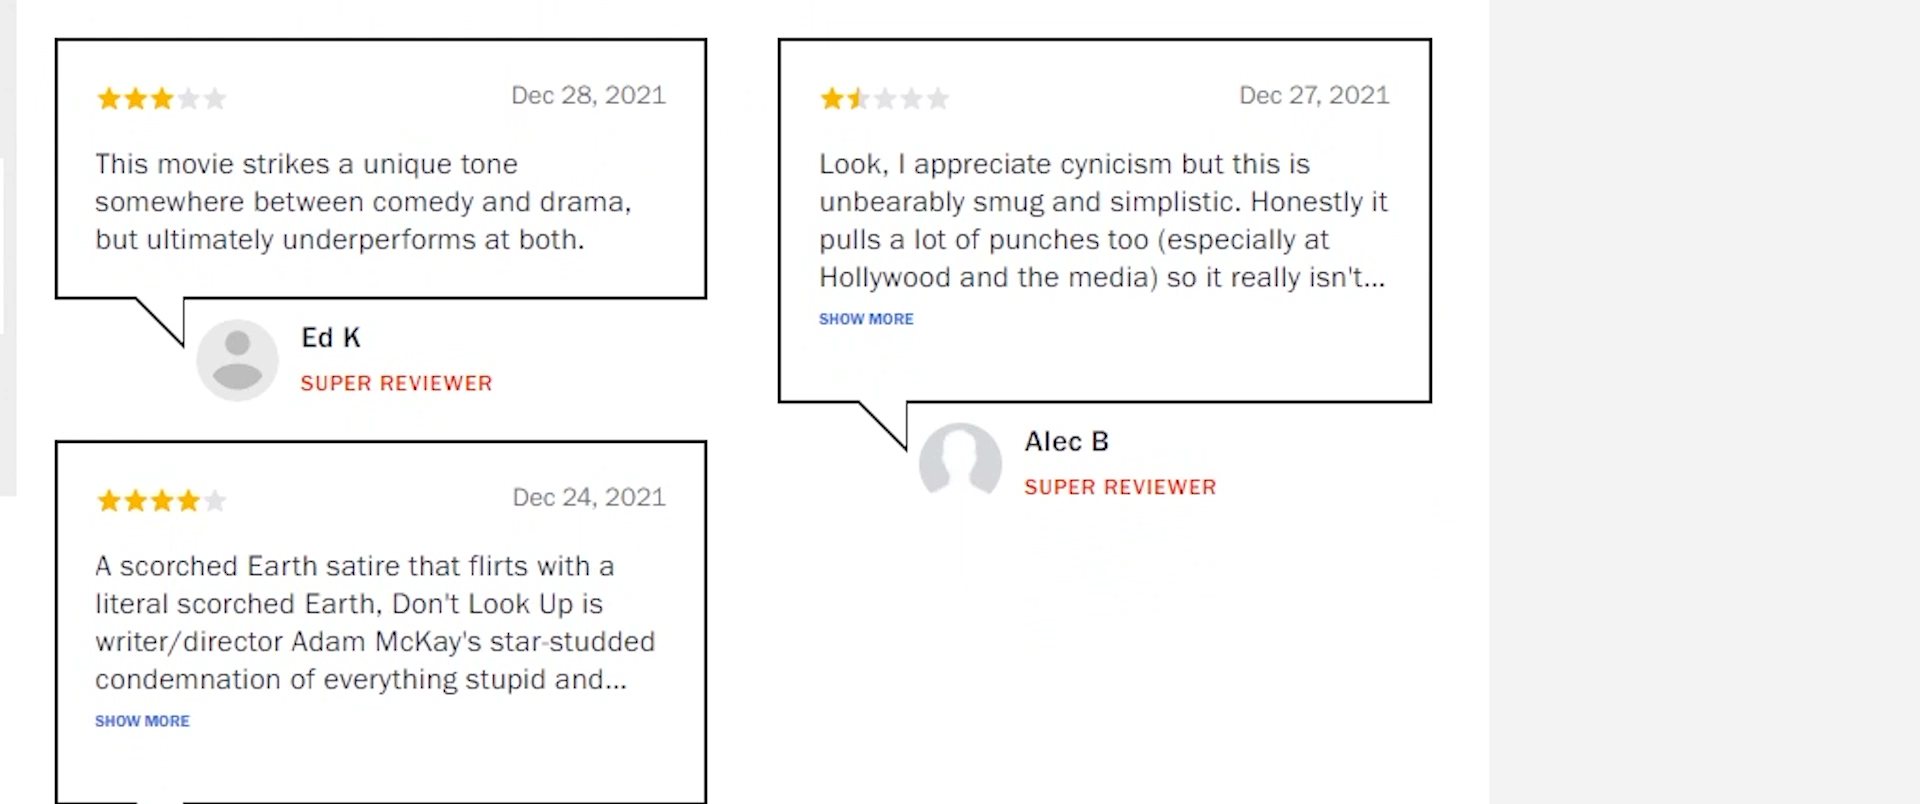 Dec 28, 2021
This movie strikes a unique tone
somewhere between comedy and drama,
but ultimately underperforms at both.
Ed K
SUPER REVIEWER
Dec 27, 2021
Look, I appreciate cynicism but this is
unbearably smug and simplistic. Honestly it
pulls a lot of punches too (especially at
Hollywood and the media) so it really isn't...
SHOW MORE
Alec B
SUPER REVIEWER
Dec 24, 2021
A scorched Earth satire that flirts with a
literal scorched Earth, Don't Look Up is
writer/director Adam McKay's star-studded
condemnation of everything stupid and...
SHOW MORE